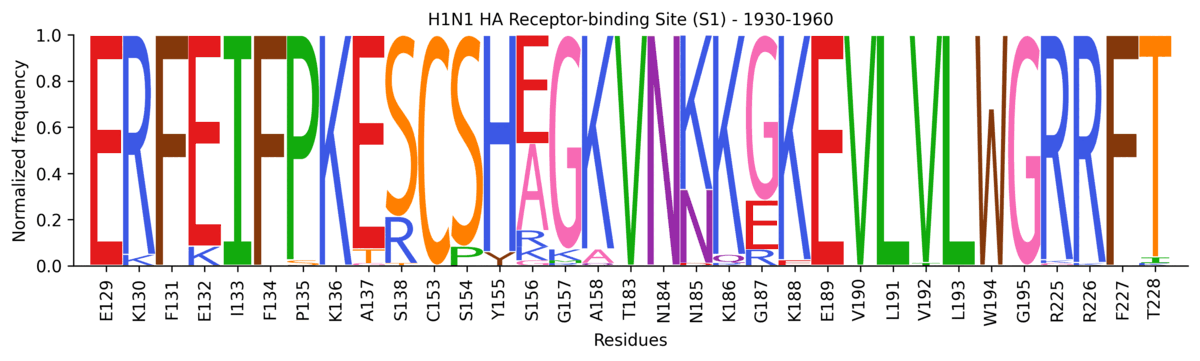 H1N1 HA Receptor-binding Site (S1) - 1930-1960
Normalized frequency
1.0
0.8
0.6
0.4
0.2
0.0
E R F E I F P K E S C S H E G K V N K K G K E V L V L W G R R F T
A N E
K K T R P Y R K A Q R I
K
E129 K130 F131 E132 I133 F134 P135 K136 A137 S138 C153 S154 Y155 S156 G157 A158 T183 N184 N185 K186 G187 K188 E189 V190 L191 V192 L193 W194 G195 R225 R226 F227 T228
Residues